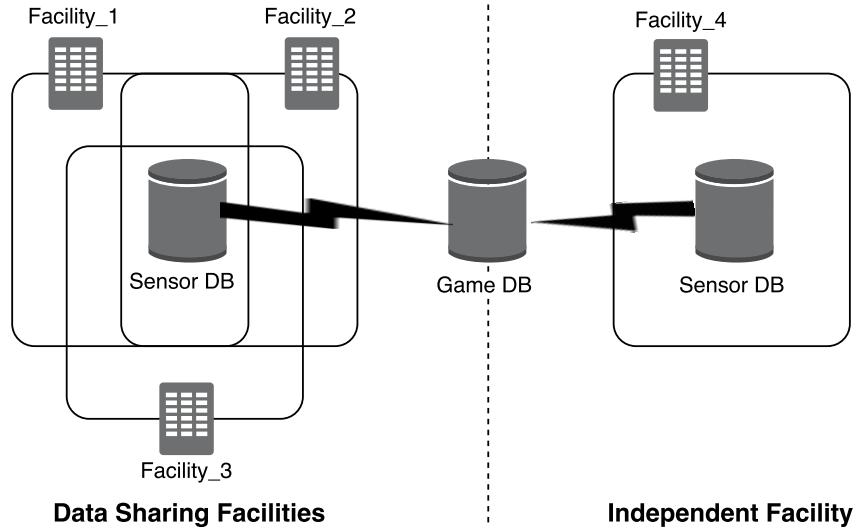 Facility_1
Facility_2
Facility_4
Sensor DB
Game DB
Sensor DB
Facility_3
Data Sharing Facilities
Independent Facility